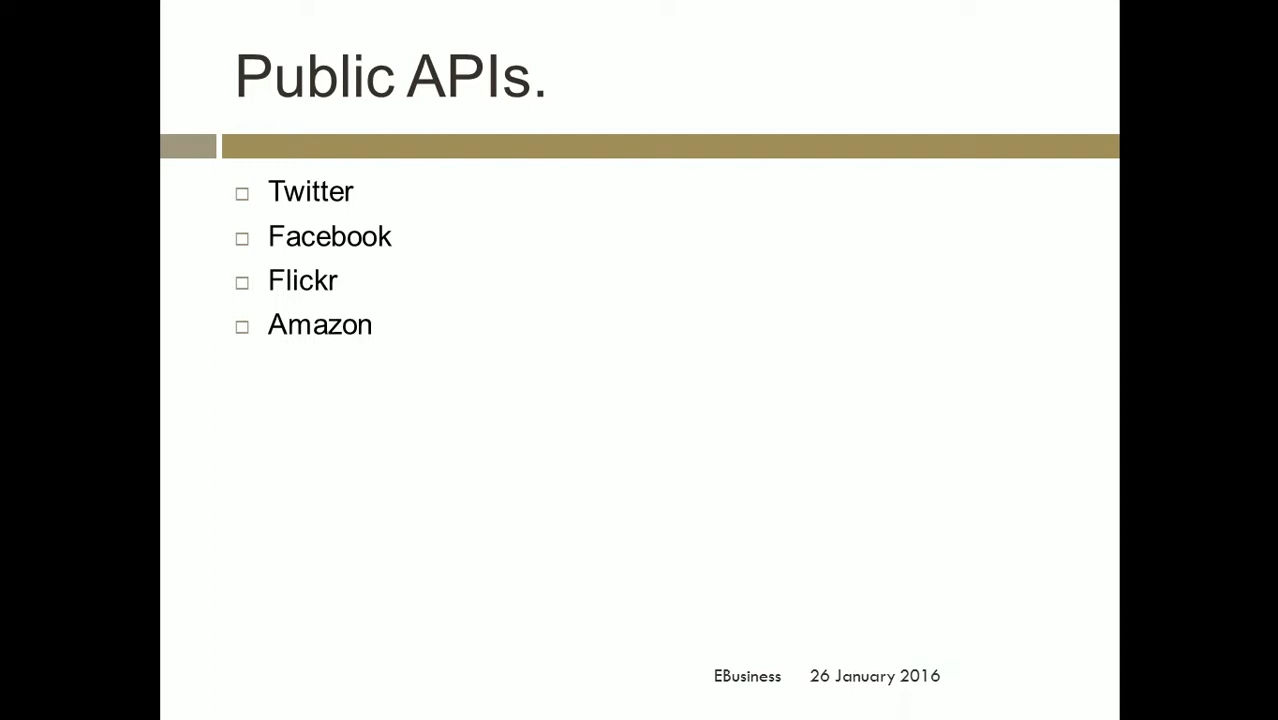 Public APIs.
Twitter
Facebook
Flickr
Amazon
EBusiness 26 January 2016